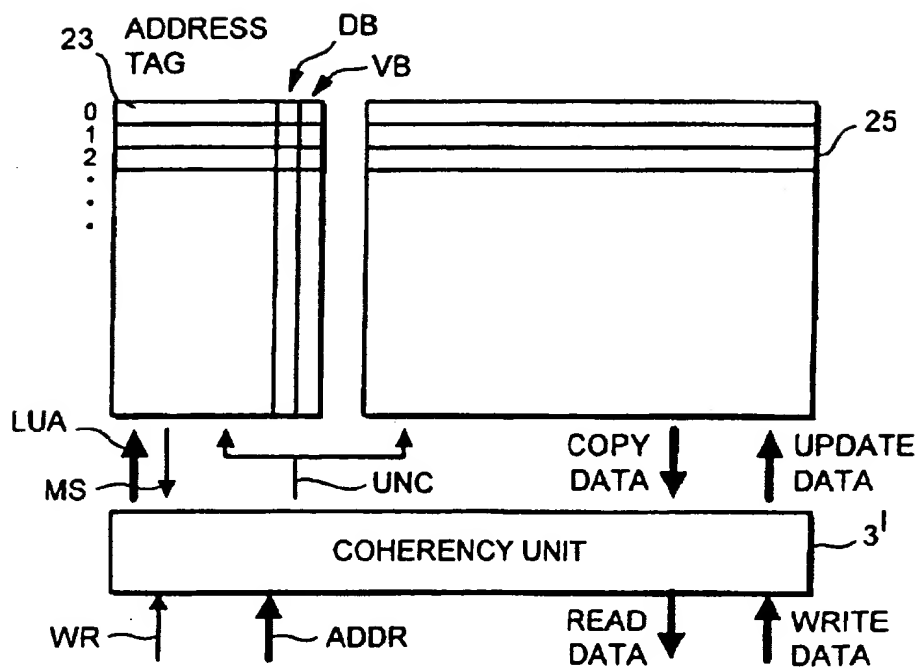 ADDRESS TAG
23
DB
VB
0
1
2
25
LUA
MS
UNC
COPY DATA
UPDATE DATA
COHERENCY UNIT
3'
WR
ADDR
READ DATA
WRITE DATA